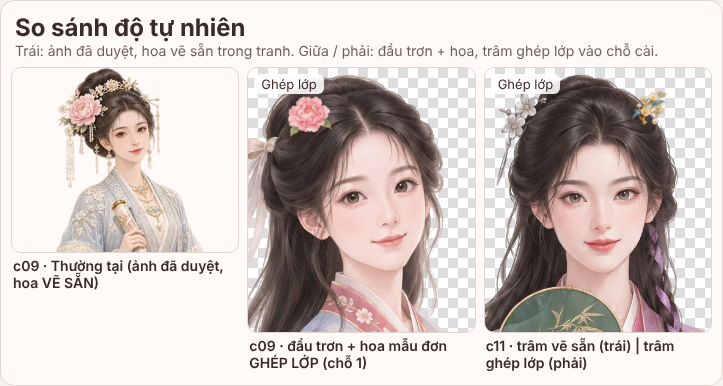 So sánh độ tự nhiên
Trái: ảnh đã duyệt, hoa vẽ sẵn trong tranh. Giữa / phải: đầu trơn + hoa, trâm ghép lớp vào chỗ cài.
Ghép lớp
Ghép lớp
c09 · Thường tại (ảnh đã duyệt,
hoa VẼ SẴN)
c09 · đầu trơn + hoa mẫu đơn
GHÉP LỚP (chỗ 1)
c11 · trâm vẽ sẵn (trái) | trâm
ghép lớp (phải)